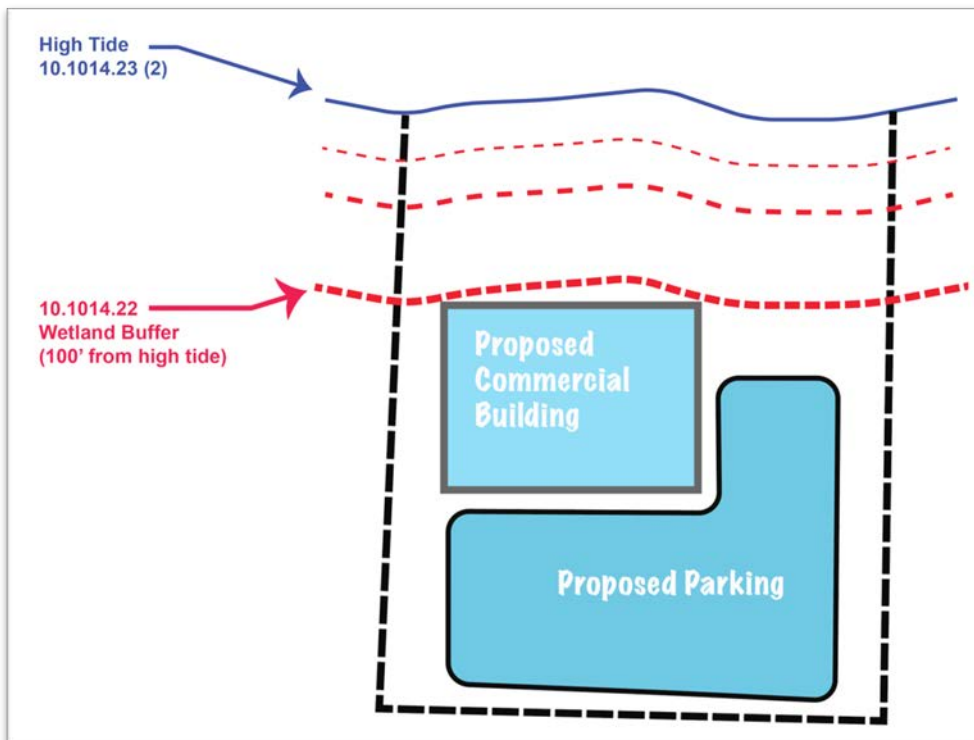 High Tide
10.1014.23 (2)
10.1014.22
Wetland Buffer
(100' from high tide)
Proposed
Commercial
Building
Proposed Parking